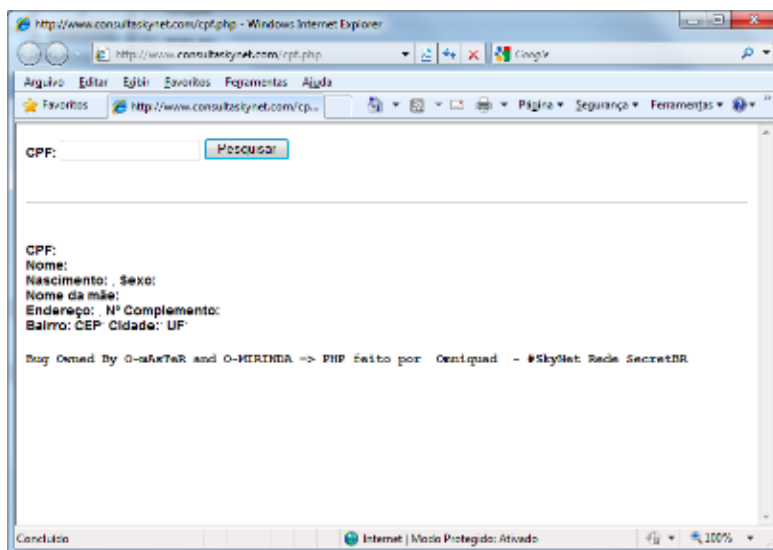 http://www.consultaskynet.com/cpf.php - Windows Internet Explorer
http://www.consultaskynet.com/cpf.php Google
Arquivo Editar Exibir Favoritos Ferramentas Ajuda
Favoritos http://www.consultaskynet.com/cp... Página Segurança Ferramentas
CPF: Pesquisar
CPF:
Nome:
Nascimento: , Sexo:
Nome da mãe:
Endereço: , Nº Complemento:
Bairro: CEP: Cidade: UF:
Bug Owned By O-mAsTeR and O-MIRINDA => PHP feito por Omniquad - #SkyNet Rede SecretBR
Concluído Internet | Modo Protegido: Ativado 100%